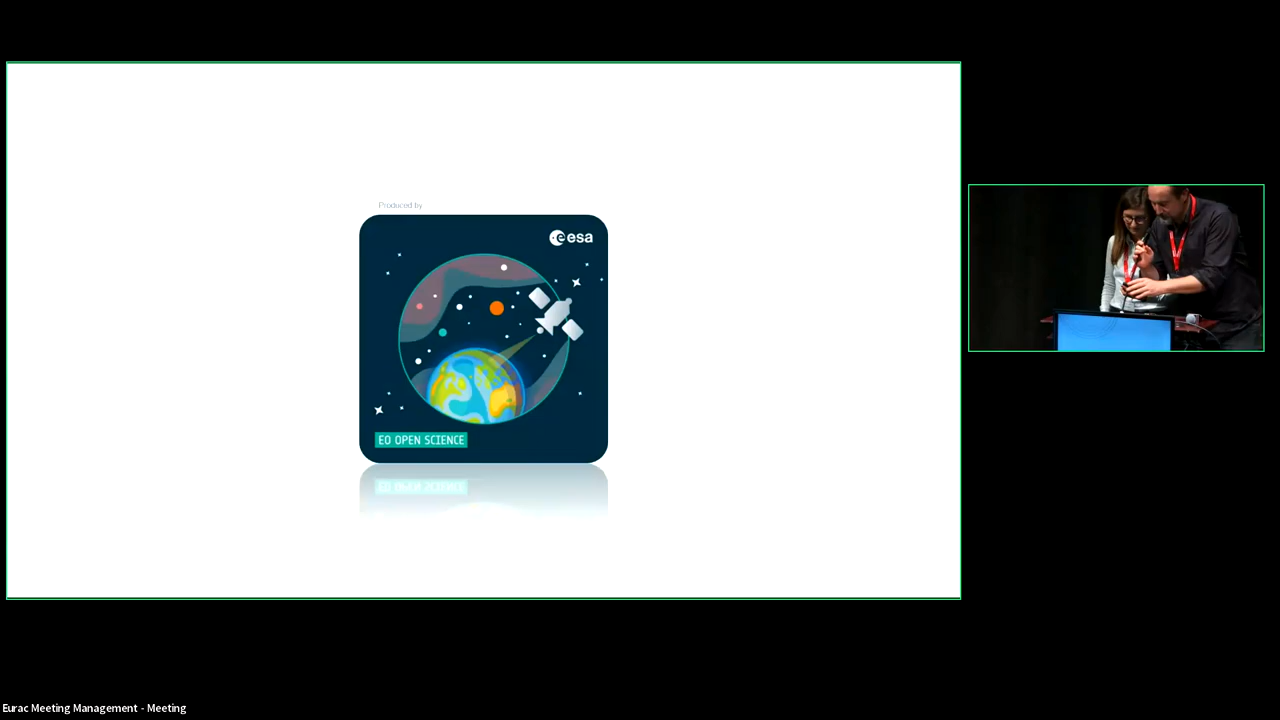 Produced by
esa
EO OPEN SCIENCE
Eurac Meeting Management - Meeting